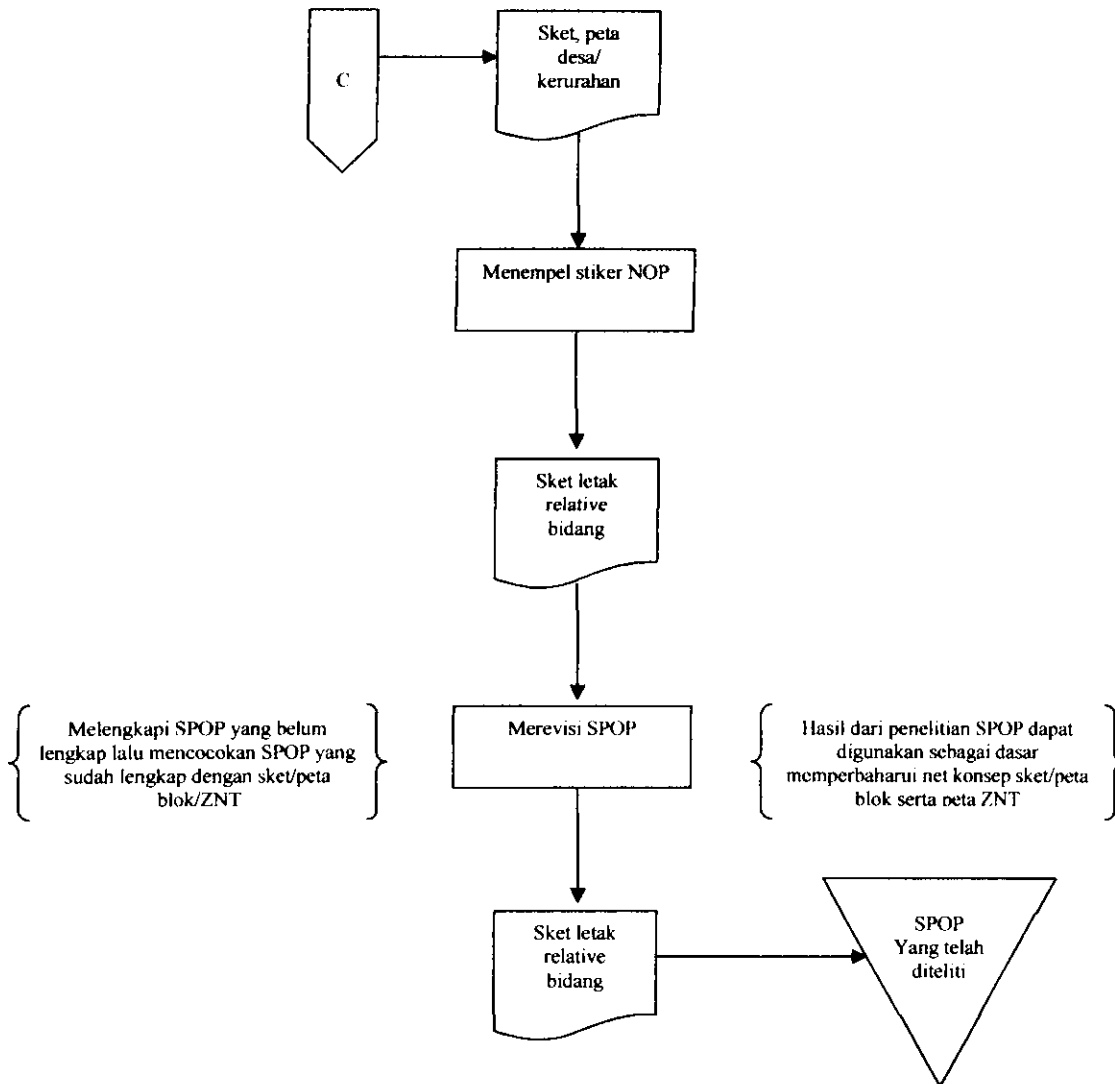 C
Sket, peta
desa/
kerurahan
Menempel stiker NOP
Sket letak
relative
bidang
Melengkapi SPOP yang belum
lengkap lalu mencocokan SPOP yang
sudah lengkap dengan sket/peta
blok/ZNT
Merevisi SPOP
Hasil dari penelitian SPOP dapat
digunakan sebagai dasar
memperbaharui net konsep sket/peta
blok serta peta ZNT
Sket letak
relative
bidang
SPOP
Yang telah
diteliti